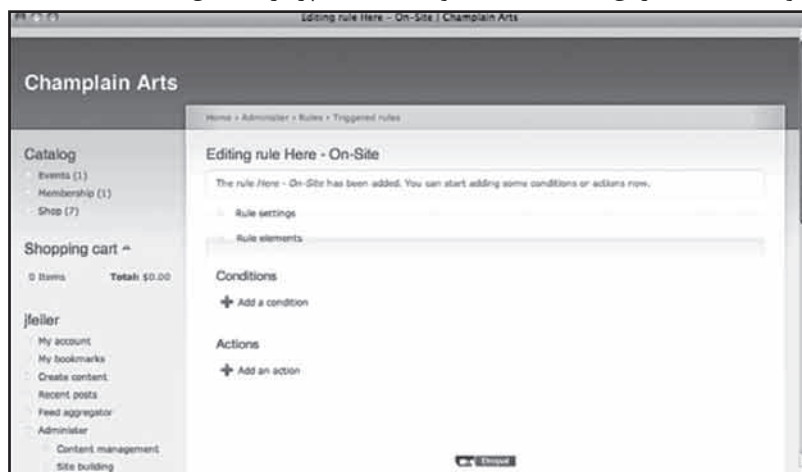 Editing rule Here - On-Site | Champlain Arts
Champlain Arts
Home › Administer › Rules › Triggered rules
Catalog
Events (1)
Membership (1)
Shop (7)
Shopping cart
0 Items Total: $0.00
jfeiler
My account
My bookmarks
Create content
Recent posts
Feed aggregator
Administer
Content management
Site building
Editing rule Here - On-Site
The rule Here - On-Site has been added. You can start adding some conditions or actions now.
Rule settings
Rule elements
Conditions
Add a condition
Actions
Add an action